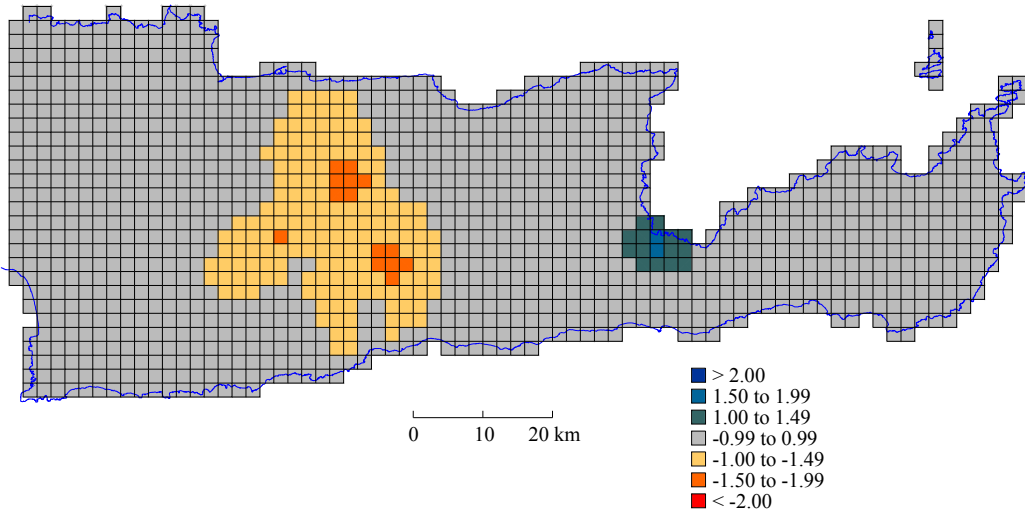 > 2.00
1.50 to 1.99
1.00 to 1.49
-0.99 to 0.99
-1.00 to -1.49
-1.50 to -1.99
< -2.00
0 10 20 km